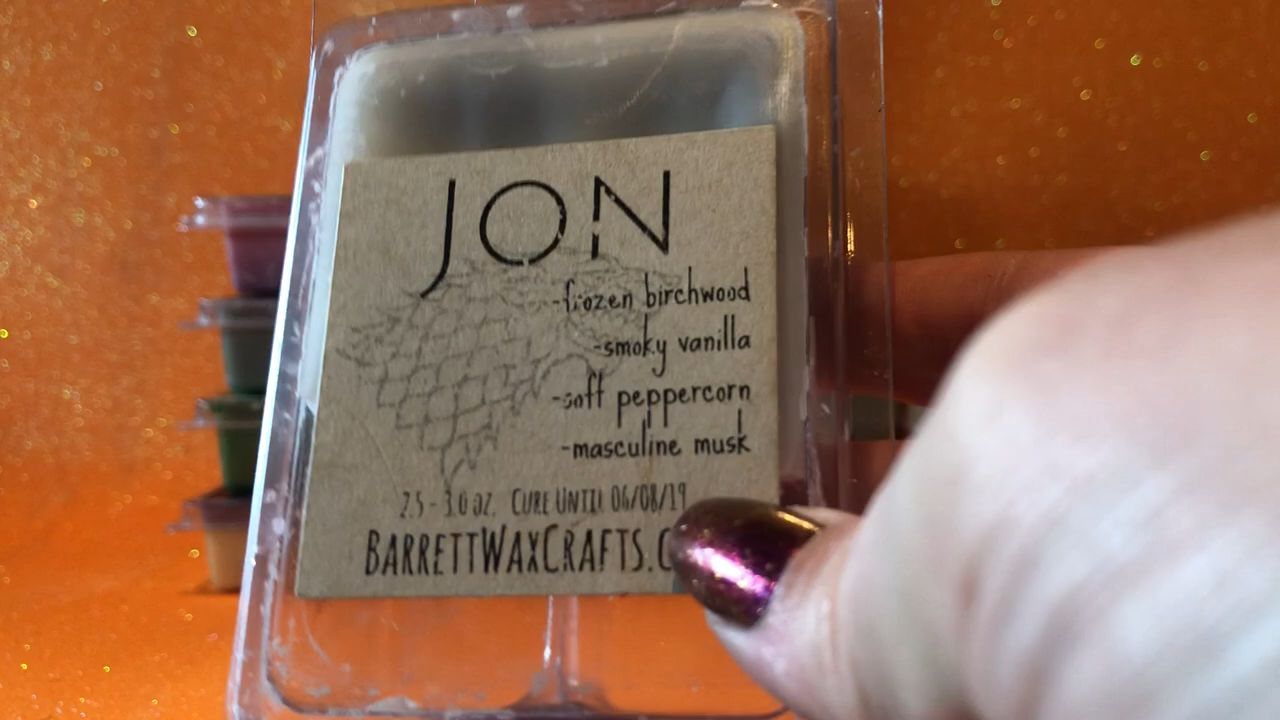 JON
-frozen birchwood
-smoky vanilla
-soft peppercorn
-masculine musk
2.5 - 3.0 oz. CURE UNTIL 06/08/19
BARRETTWAXCRAFTS.C